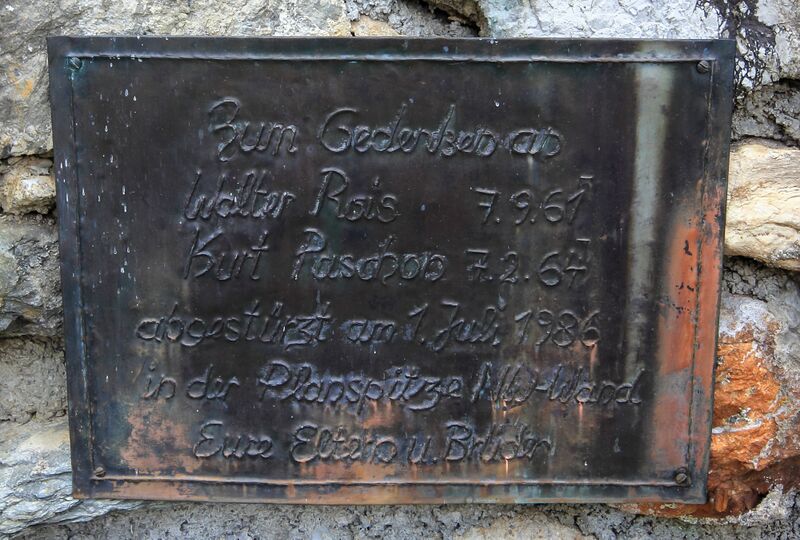 Zum Gedenken an
Walter Rais 7.9.61
Kurt Paschon 7.2.64
abgestürzt am 1. Juli 1986
in der Planspitze NW-Wand
Eure Eltern u. Brüder